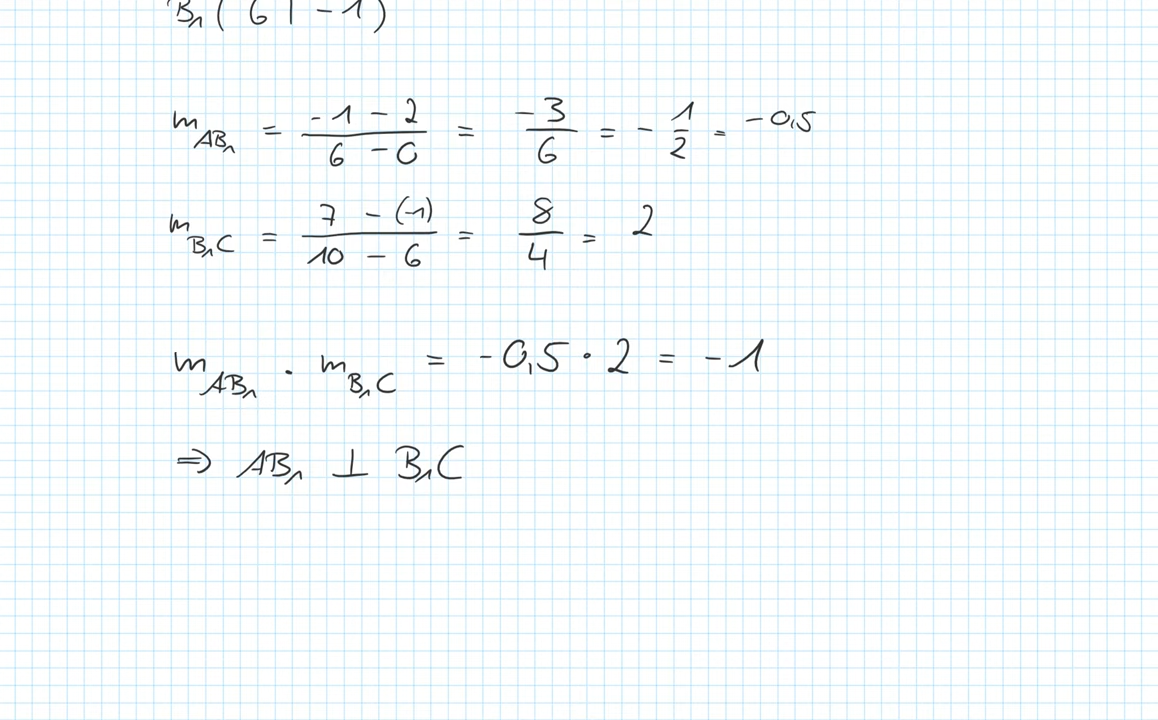 B₁ ( 6 | -1 )
m_AB₁ = (-1 - 2)/(6 - 0) = -3/6 = - 1/2 = -0,5
m_B₁C = (7 - (-1))/(10 - 6) = 8/4 = 2
m_AB₁ · m_B₁C = -0,5 · 2 = -1
⇒ AB₁ ⊥ B₁C